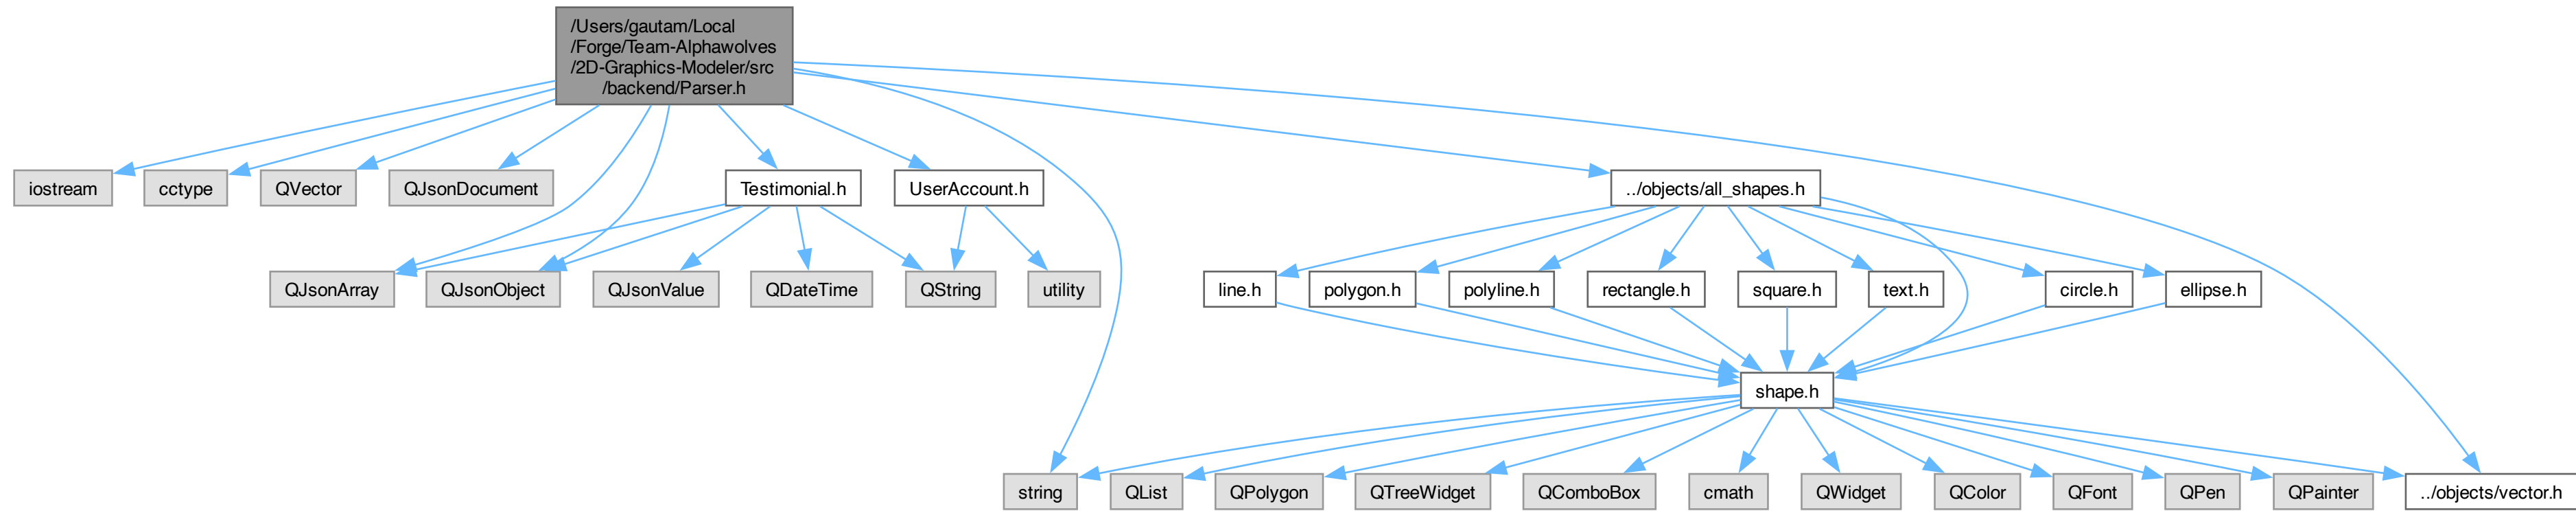 /Users/gautam/Local
/Forge/Team-Alphawolves
/2D-Graphics-Modeler/src
/backend/Parser.h
iostream
cctype
QVector
QJsonDocument
Testimonial.h
UserAccount.h
../objects/all_shapes.h
QJsonArray
QJsonObject
QJsonValue
QDateTime
QString
utility
line.h
polygon.h
polyline.h
rectangle.h
square.h
text.h
circle.h
ellipse.h
shape.h
string
QList
QPolygon
QTreeWidget
QComboBox
cmath
QWidget
QColor
QFont
QPen
QPainter
../objects/vector.h